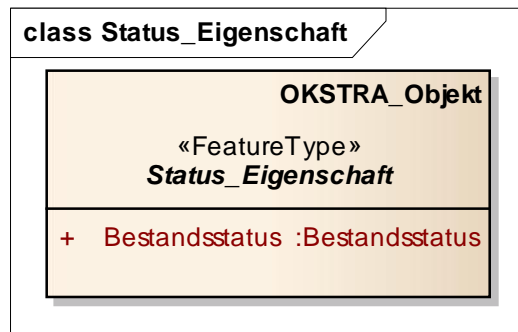 class Status_Eigenschaft
OKSTRA_Objekt
«FeatureType»
Status_Eigenschaft
+ Bestandsstatus :Bestandsstatus